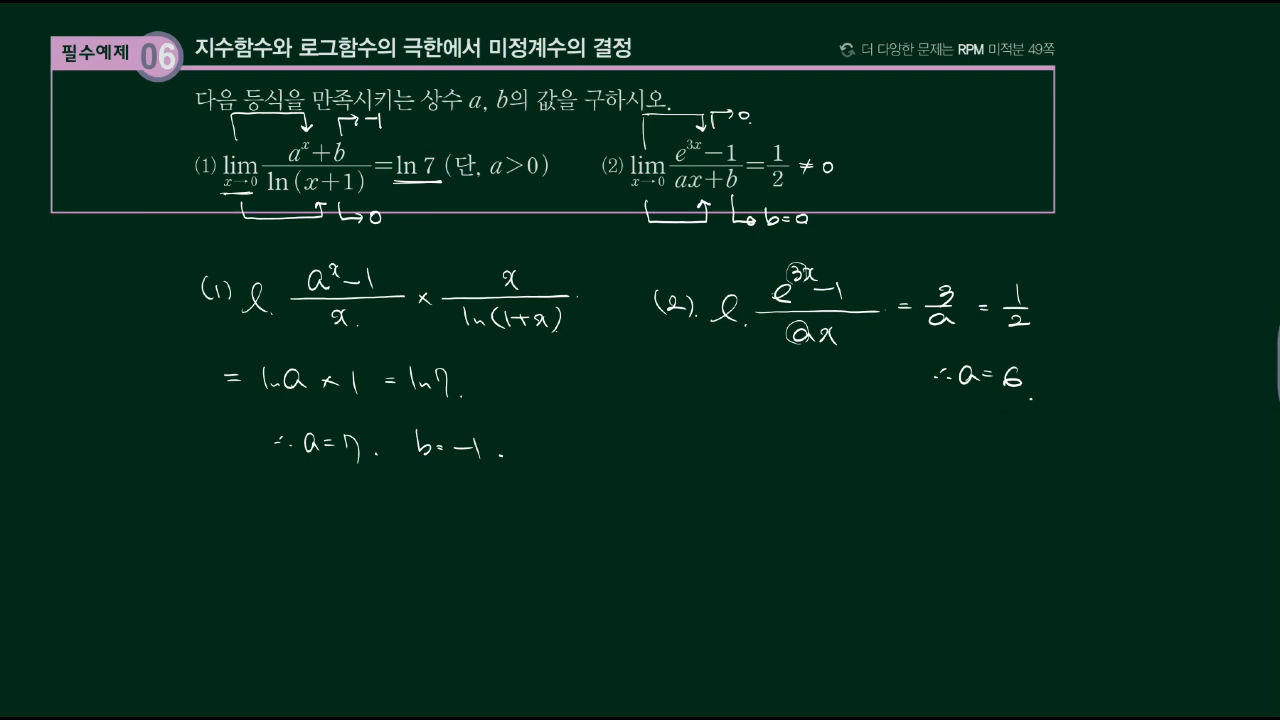 필수예제 06 지수함수와 로그함수의 극한에서 미정계수의 결정 더 다양한 문제는 RPM 미적분 49쪽
다음 등식을 만족시키는 상수 a, b의 값을 구하시오.
→ -1
→ 0
(1) lim x→0 (a^x+b)/(ln(x+1)) = ln 7 (단, a>0)
(2) lim x→0 (e^(3x)-1)/(ax+b) = 1/2 ≠ 0
→ 0
b=0
(1) l. (a^x-1)/x × x/(ln(1+x))
= ln a × 1 = ln 7.
∴ a=7. b=-1.
(2). l. (e^(3x)-1)/(ax) = 3/a = 1/2
∴ a=6.